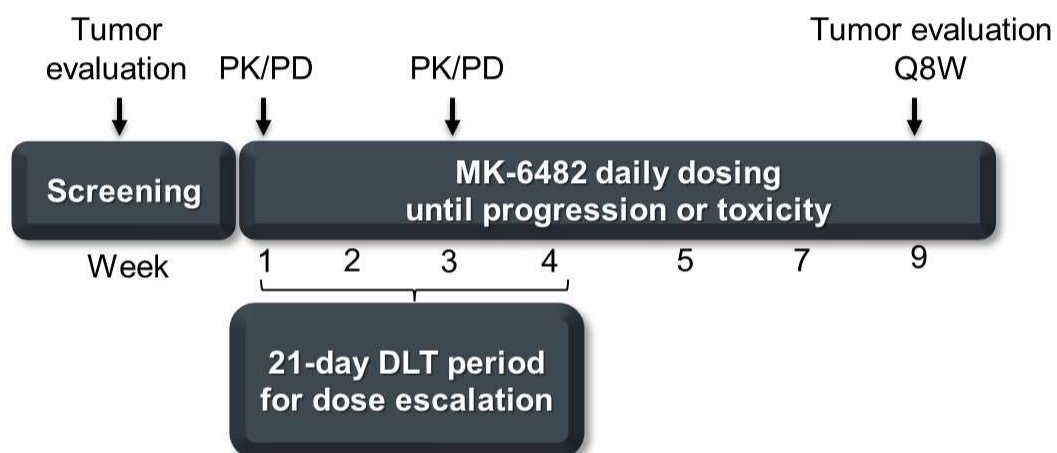 Tumor
evaluation
PK/PD
PK/PD
Tumor evaluation
Q8W
Screening
MK-6482 daily dosing
until progression or toxicity
Week
1
2
3
4
5
7
9
21-day DLT period
for dose escalation